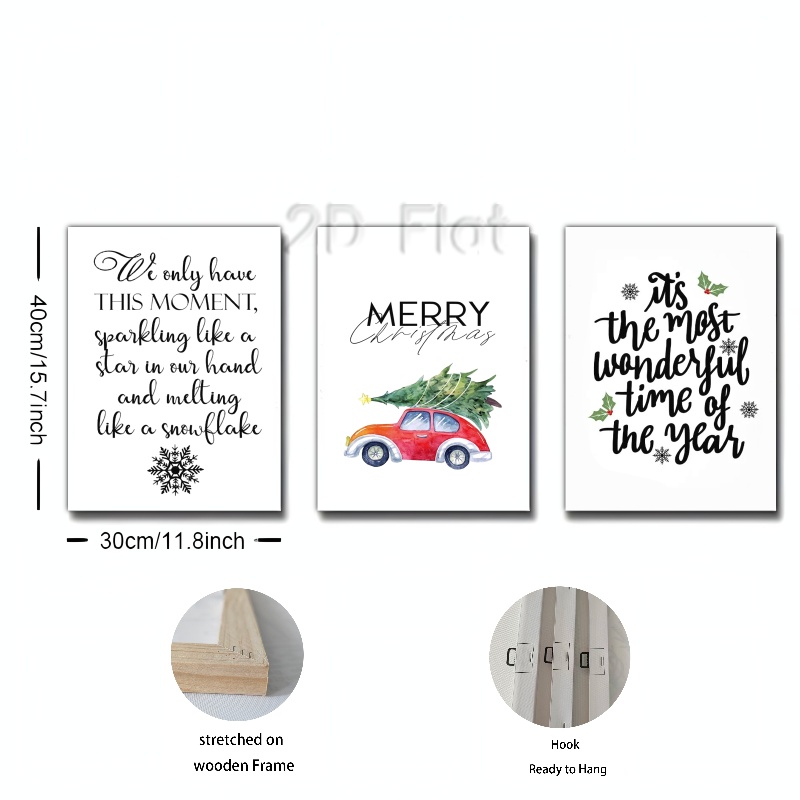 2D Flat
40cm/15.7inch
We only have
THIS MOMENT,
sparkling like a
star in our hand
and melting
like a snowflake
MERRY
Christmas
it's
the most
wonderful
time of
the year
30cm/11.8inch
stretched on
wooden Frame
Hook
Ready to Hang